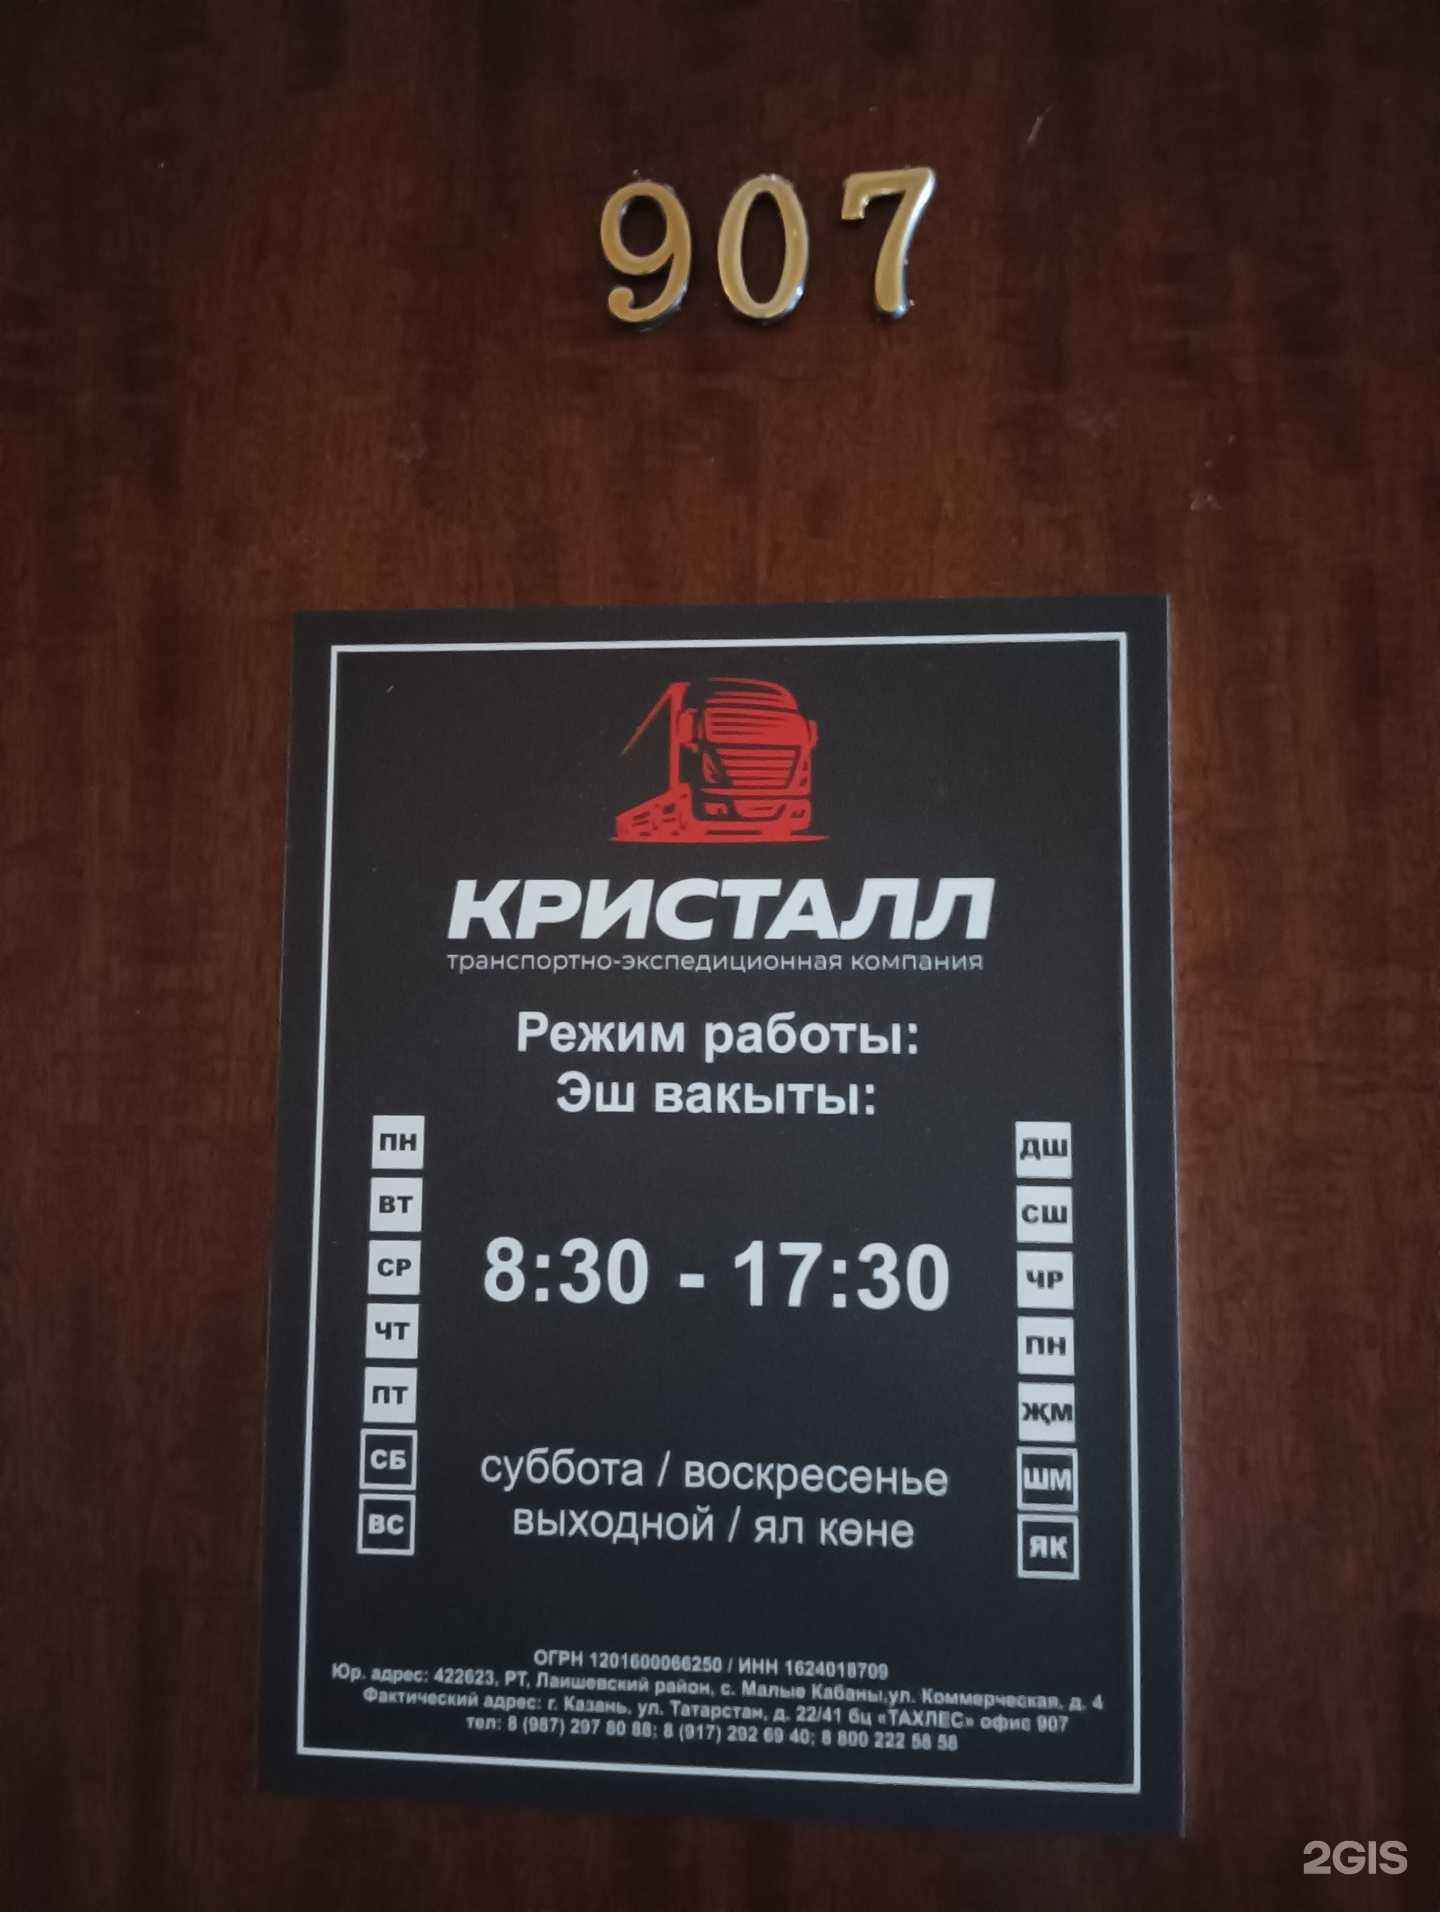 907
КРИСТАЛЛ
транспортно-экспедиционная компания
Режим работы:
Эш вакыты:
ПН
ВТ
СР
ЧТ
ПТ
СБ
ВС
8:30 - 17:30
ДШ
СШ
ЧР
ПН
ҖМ
ШМ
ЯК
суббота / воскресенье
выходной / ял көне
ОГРН 1201600066250 / ИНН 1624018709
Юр. адрес: 422623, РТ, Лаишевский район, с. Малые Кабаны,ул. Коммерческая, д. 4
Фактический адрес: г. Казань, ул. Татарстан, д. 22/41 бц «ТАХЛЕС» офис 907
тел: 8 (987) 297 80 88; 8 (917) 292 69 40; 8 800 222 58 58
2GIS